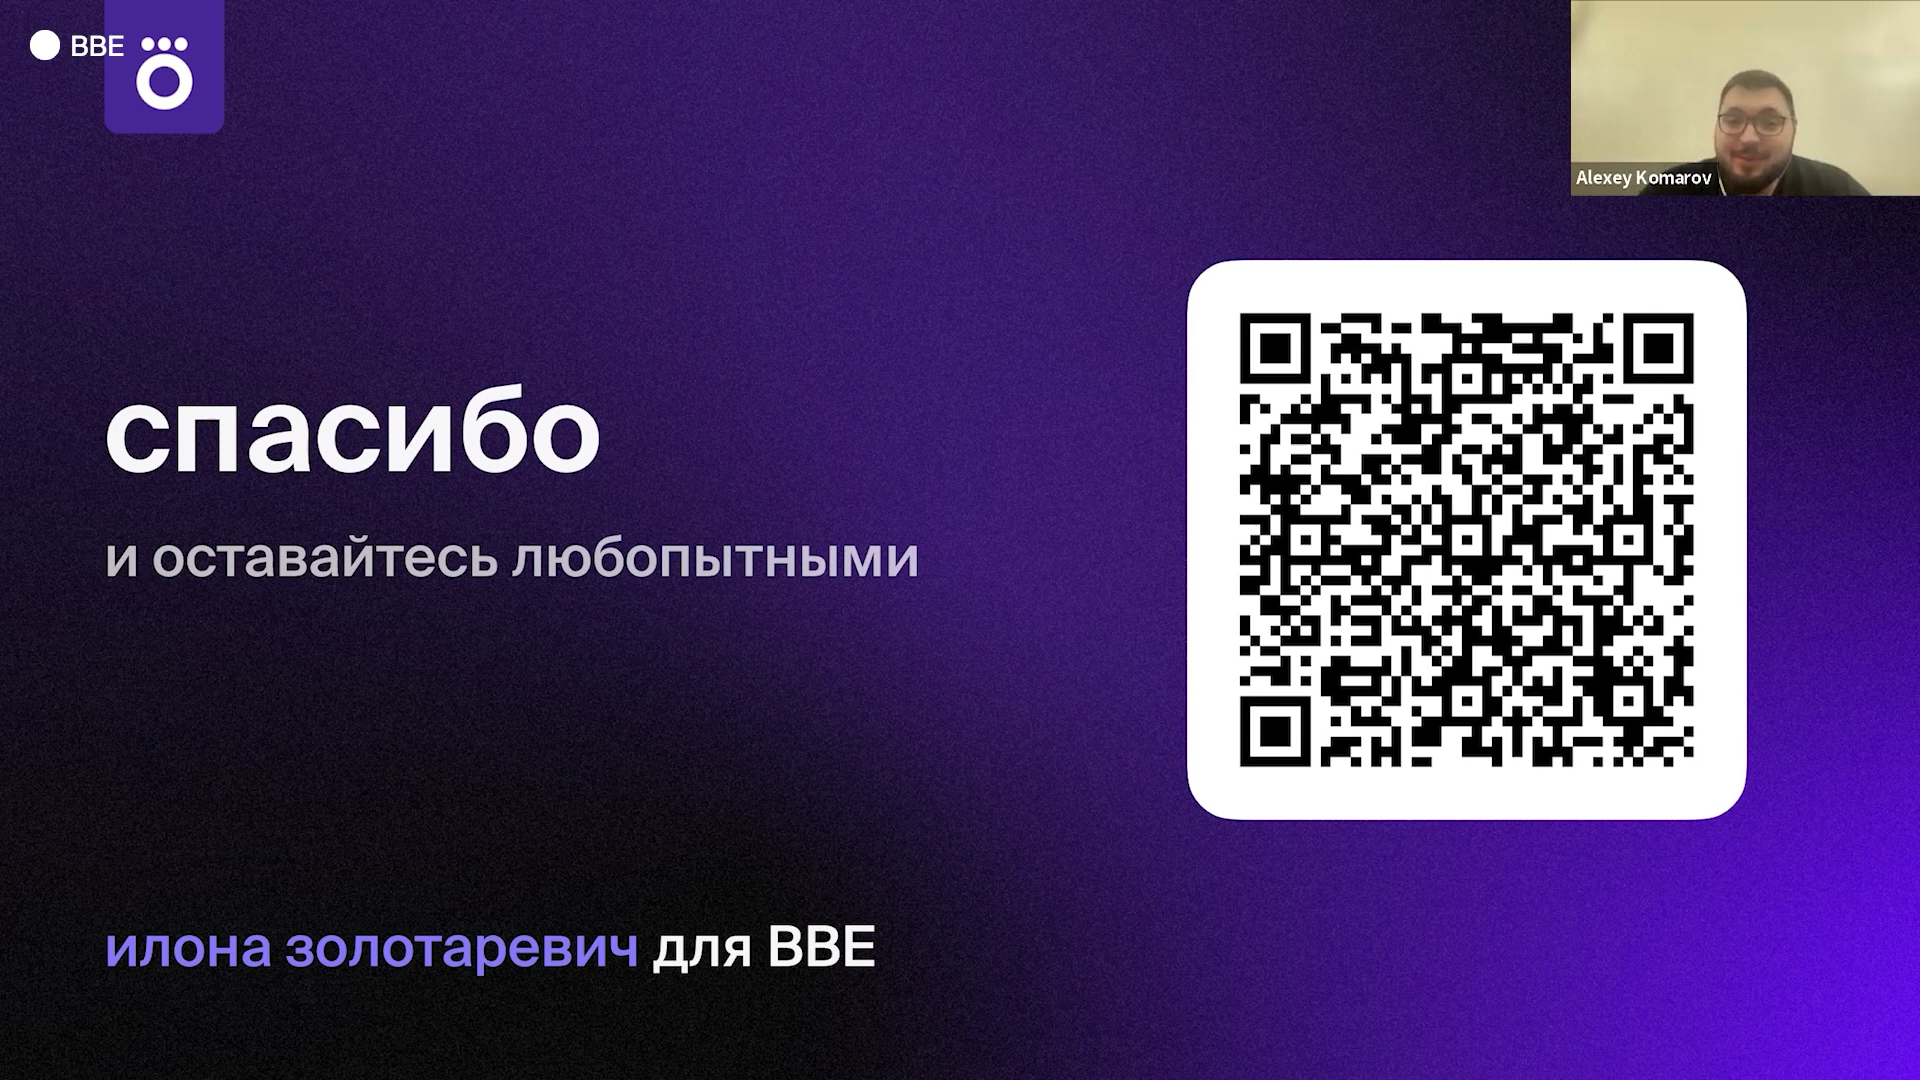 BBE
Alexey Komarov
спасибо
и оставайтесь любопытными
илона золотаревич для BBE